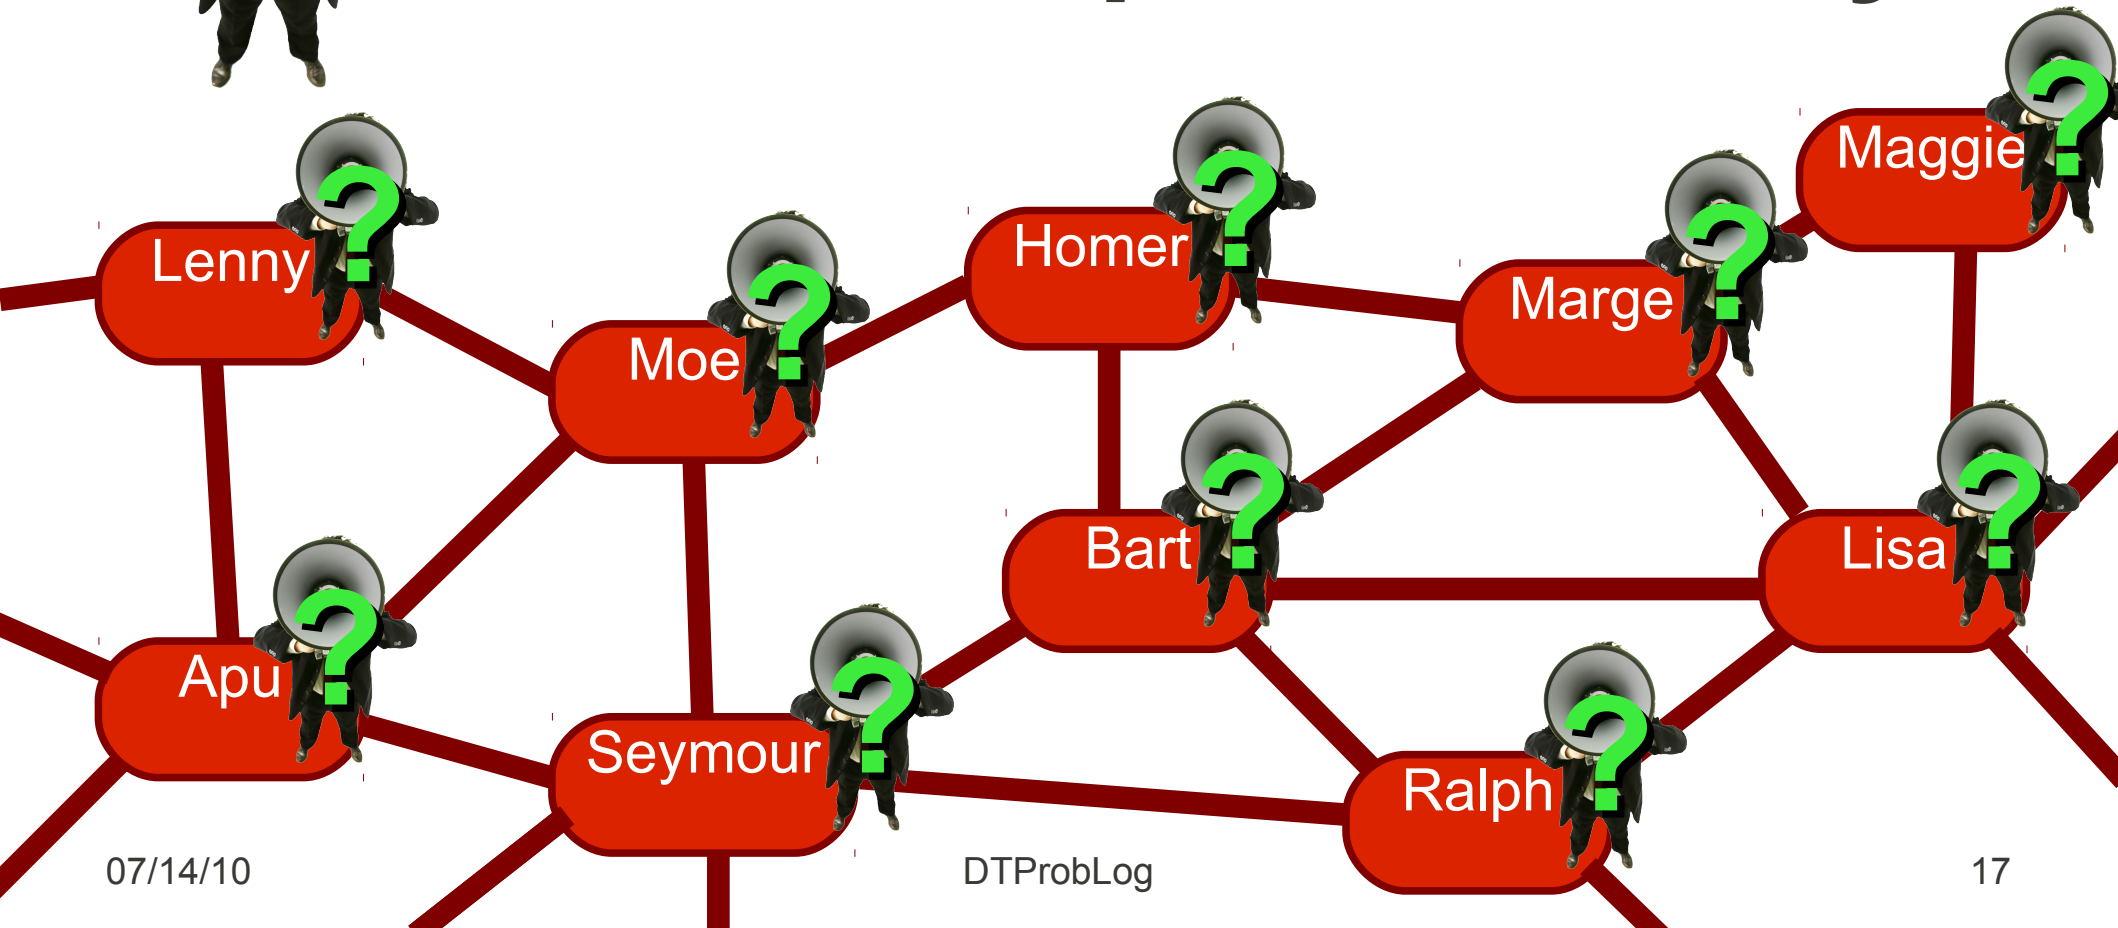 Maggie
Homer
Lenny
Marge
Moe
Bart
Lisa
Apu
Seymour
Ralph
07/14/10
DTProbLog
17